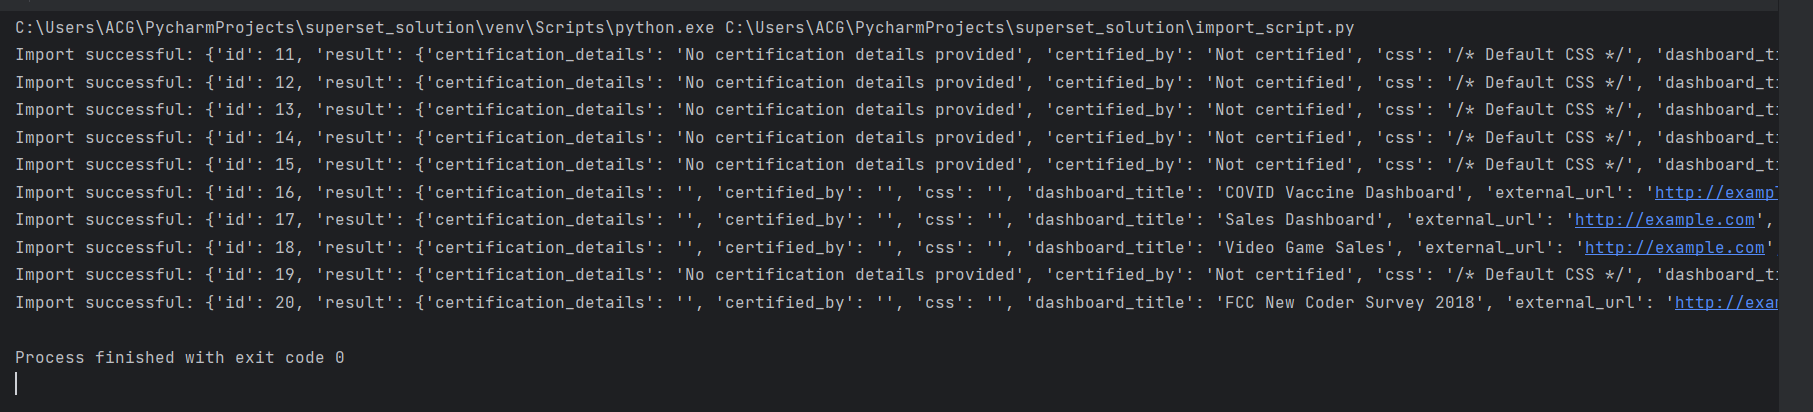 C:\Users\ACG\PycharmProjects\superset_solution\venv\Scripts\python.exe C:\Users\ACG\PycharmProjects\superset_solution\import_script.py
Import successful: {'id': 11, 'result': {'certification_details': 'No certification details provided', 'certified_by': 'Not certified', 'css': '/* Default CSS */', 'dashboard_ti
Import successful: {'id': 12, 'result': {'certification_details': 'No certification details provided', 'certified_by': 'Not certified', 'css': '/* Default CSS */', 'dashboard_ti
Import successful: {'id': 13, 'result': {'certification_details': 'No certification details provided', 'certified_by': 'Not certified', 'css': '/* Default CSS */', 'dashboard_ti
Import successful: {'id': 14, 'result': {'certification_details': 'No certification details provided', 'certified_by': 'Not certified', 'css': '/* Default CSS */', 'dashboard_ti
Import successful: {'id': 15, 'result': {'certification_details': 'No certification details provided', 'certified_by': 'Not certified', 'css': '/* Default CSS */', 'dashboard_ti
Import successful: {'id': 16, 'result': {'certification_details': '', 'certified_by': '', 'css': '', 'dashboard_title': 'COVID Vaccine Dashboard', 'external_url': 'http://exampl
Import successful: {'id': 17, 'result': {'certification_details': '', 'certified_by': '', 'css': '', 'dashboard_title': 'Sales Dashboard', 'external_url': 'http://example.com',
Import successful: {'id': 18, 'result': {'certification_details': '', 'certified_by': '', 'css': '', 'dashboard_title': 'Video Game Sales', 'external_url': 'http://example.com'
Import successful: {'id': 19, 'result': {'certification_details': 'No certification details provided', 'certified_by': 'Not certified', 'css': '/* Default CSS */', 'dashboard_ti
Import successful: {'id': 20, 'result': {'certification_details': '', 'certified_by': '', 'css': '', 'dashboard_title': 'FCC New Coder Survey 2018', 'external_url': 'http://exam
Process finished with exit code 0